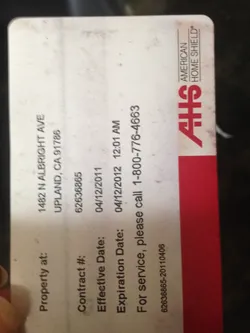 AHS AMERICAN
HOME SHIELD®
Property at: 1482 N ALBRIGHT AVE
UPLAND, CA 91786
Contract #: 62636865
Effective Date: 04/12/2011
Expiration Date: 04/12/2012 12:01 AM
For service, please call 1-800-776-4663
62636865-20110406